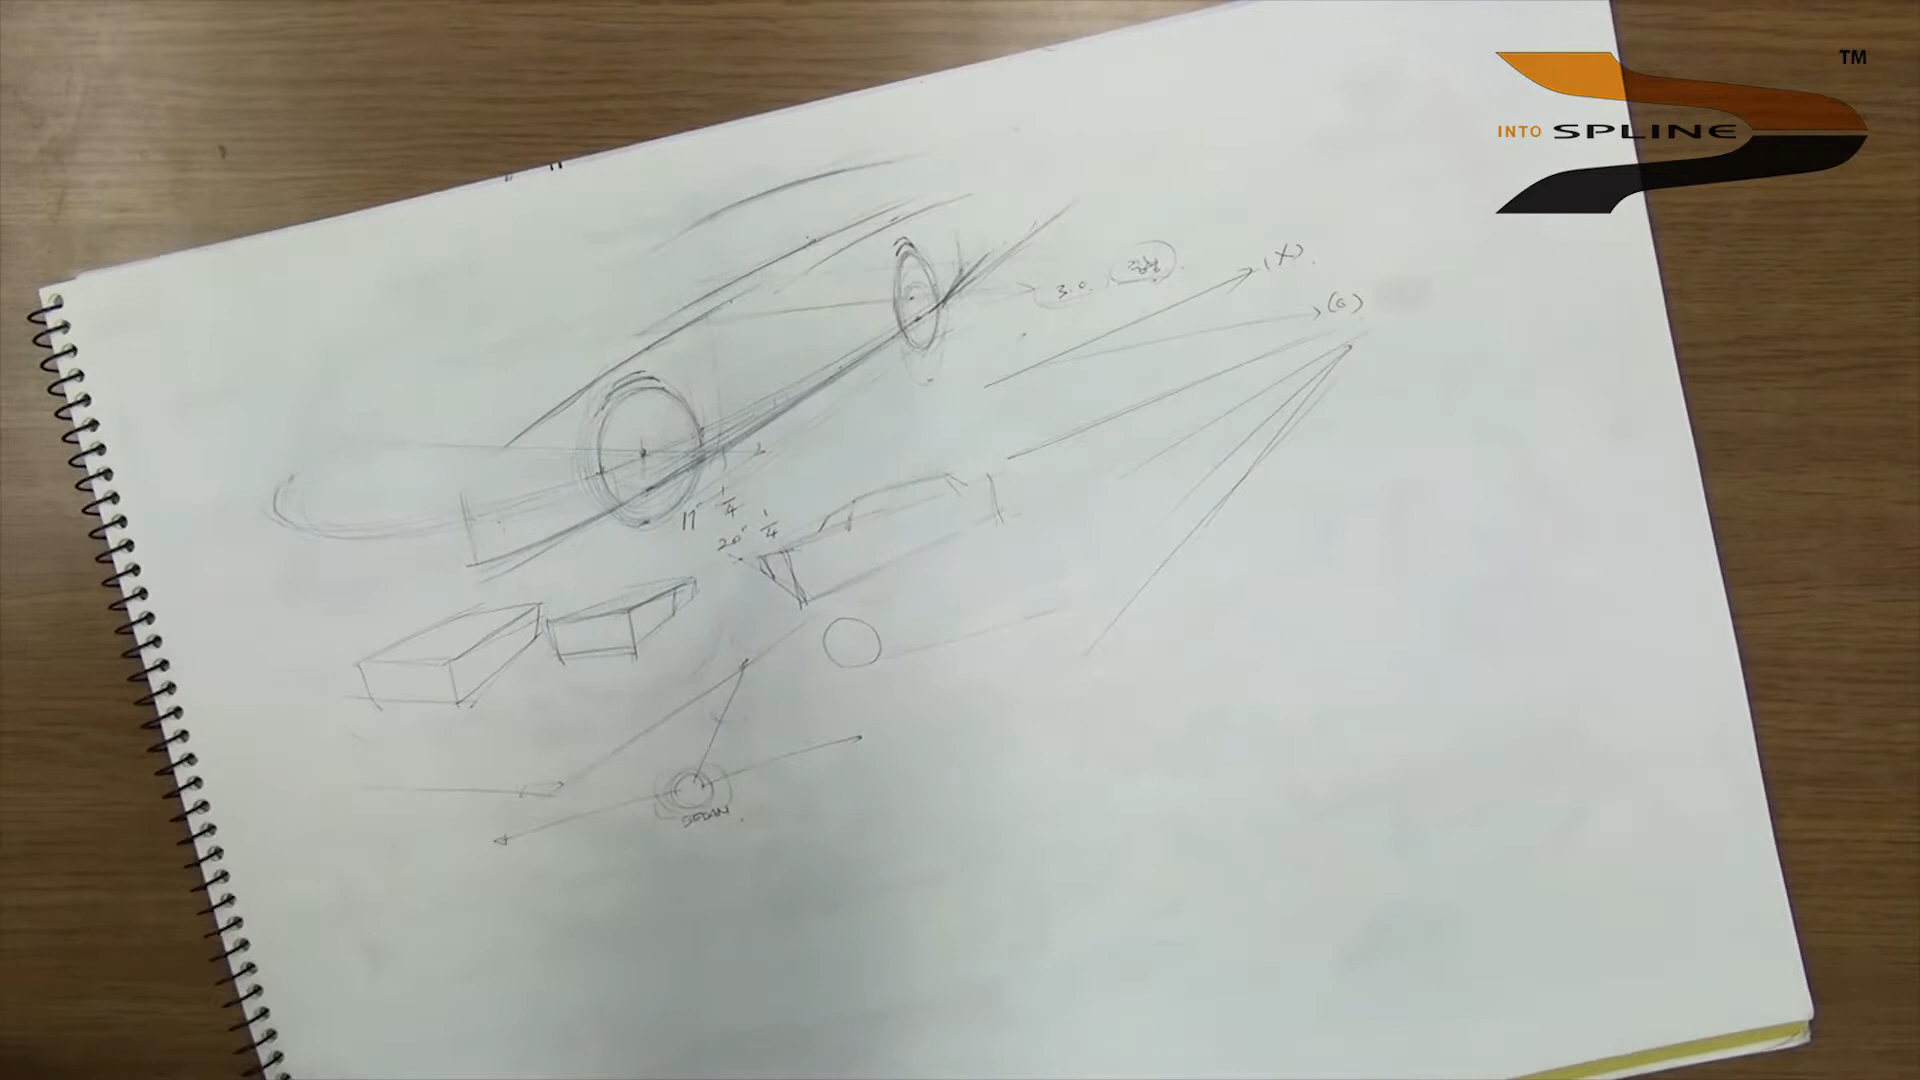 TM
INTO SPLINE
3.0
(X)
(O)
17" 1/4
20" 1/4
SEDAN